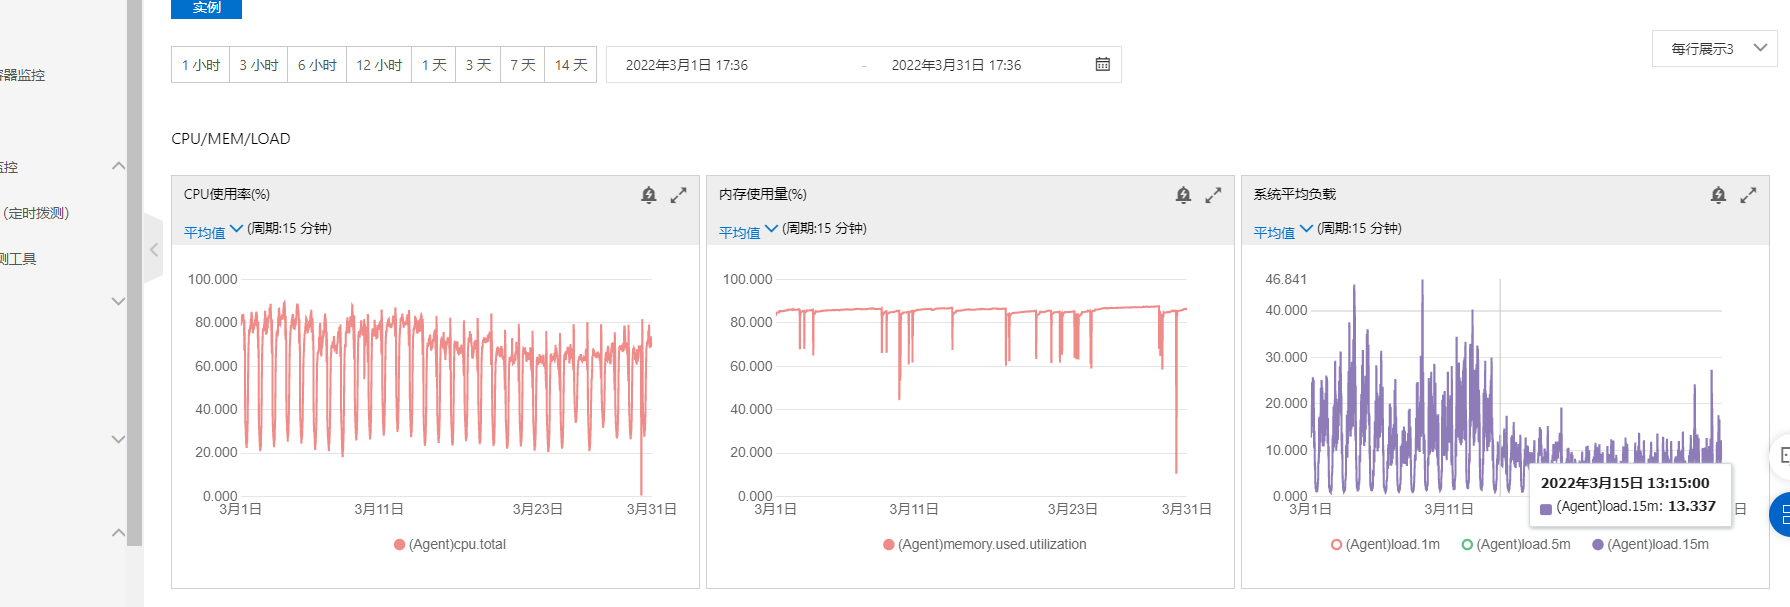 实例
1 小时 3 小时 6 小时 12 小时 1 天 3 天 7 天 14 天 2022年3月1日 17:36 - 2022年3月31日 17:36 每行展示3
容器监控
监控
（定时拨测）
测工具
CPU/MEM/LOAD
CPU使用率(%)
平均值 (周期:15 分钟)
100.000
80.000
60.000
40.000
20.000
0.000
3月1日 3月11日 3月23日 3月31日
(Agent)cpu.total
内存使用量(%)
平均值 (周期:15 分钟)
100.000
80.000
60.000
40.000
20.000
0.000
3月1日 3月11日 3月23日 3月31日
(Agent)memory.used.utilization
系统平均负载
平均值 (周期:15 分钟)
46.841
40.000
30.000
20.000
10.000
0.000
3月1日 3月11日 日
2022年3月15日 13:15:00
(Agent)load.15m: 13.337
(Agent)load.1m (Agent)load.5m (Agent)load.15m